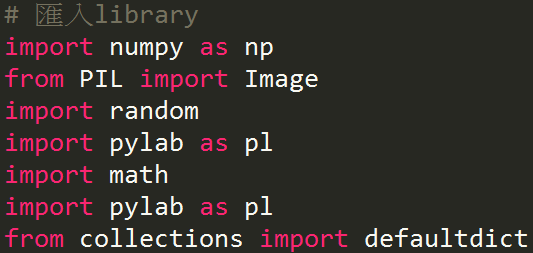 # 匯入library
import numpy as np
from PIL import Image
import random
import pylab as pl
import math
import pylab as pl
from collections import defaultdict